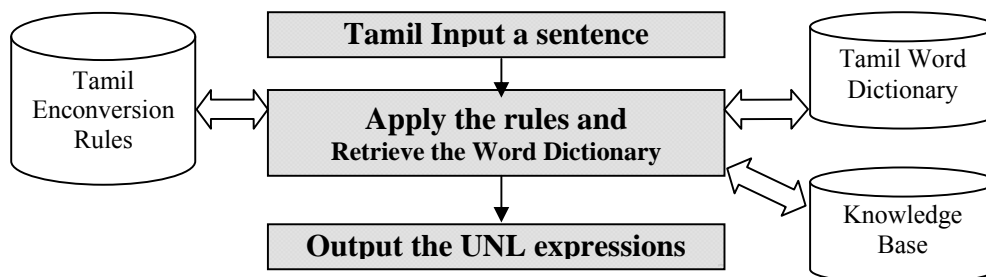 Tamil Input a sentence
Tamil
Enconversion
Rules
Apply the rules and
Retrieve the Word Dictionary
Tamil Word
Dictionary
Knowledge
Base
Output the UNL expressions